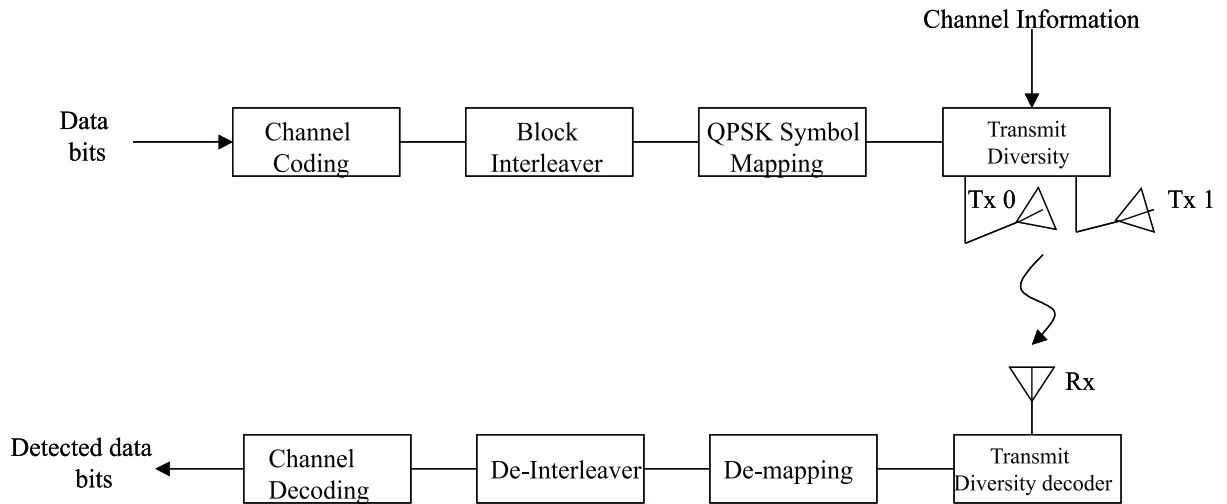 Channel Information
Data
bits
Channel
Coding
Block
Interleaver
QPSK Symbol
Mapping
Transmit
Diversity
Tx 0
Tx 1
Rx
Detected data
bits
Channel
Decoding
De-Interleaver
De-mapping
Transmit
Diversity decoder